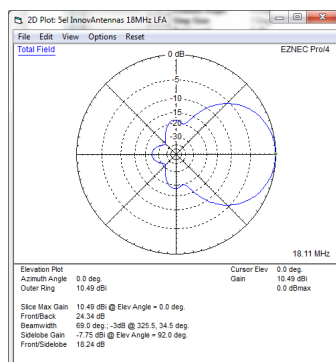 2D Plot: 5el InnovAntennas 18MHz LFA
File Edit View Options Reset
Total Field
EZNEC Pro/4
0 dB
-5
-10
-15
-20
-30
18.11 MHz
Elevation Plot
Cursor Elev 0.0 deg.
Azimuth Angle 0.0 deg.
Gain 10.49 dBi
Outer Ring 10.49 dBi
0.0 dBmax
Slice Max Gain 10.49 dBi @ Elev Angle = 0.0 deg.
Front/Back 24.34 dB
Beamwidth 69.0 deg.; -3dB @ 325.5, 34.5 deg.
Sidelobe Gain -7.75 dBi @ Elev Angle = 92.0 deg.
Front/Sidelobe 18.24 dB